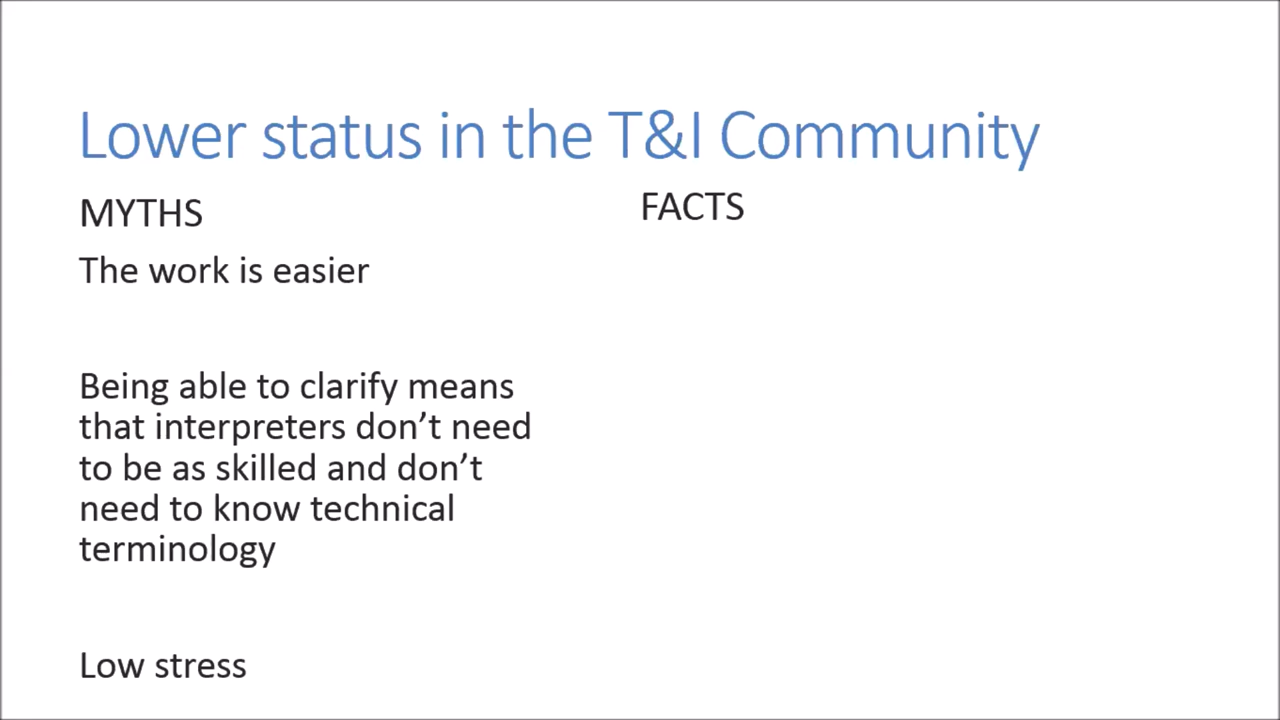 Lower status in the T&I Community
MYTHS
The work is easier
Being able to clarify means
that interpreters don’t need
to be as skilled and don’t
need to know technical
terminology
Low stress
FACTS